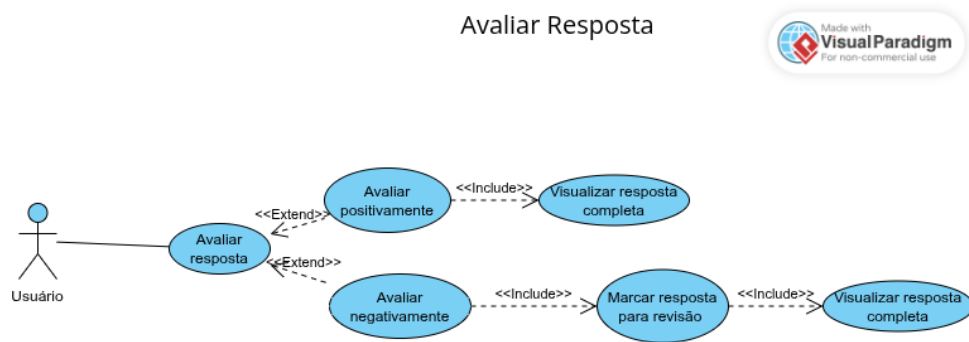 Avaliar Resposta
Made with
Visual Paradigm
For non-commercial use
Avaliar
positivamente
<<Include>>
Visualizar resposta
completa
<<Extend>>
Avaliar
resposta
<<Extend>>
Usuário
Avaliar
negativamente
<<Include>>
Marcar resposta
para revisão
<<Include>>
Visualizar resposta
completa